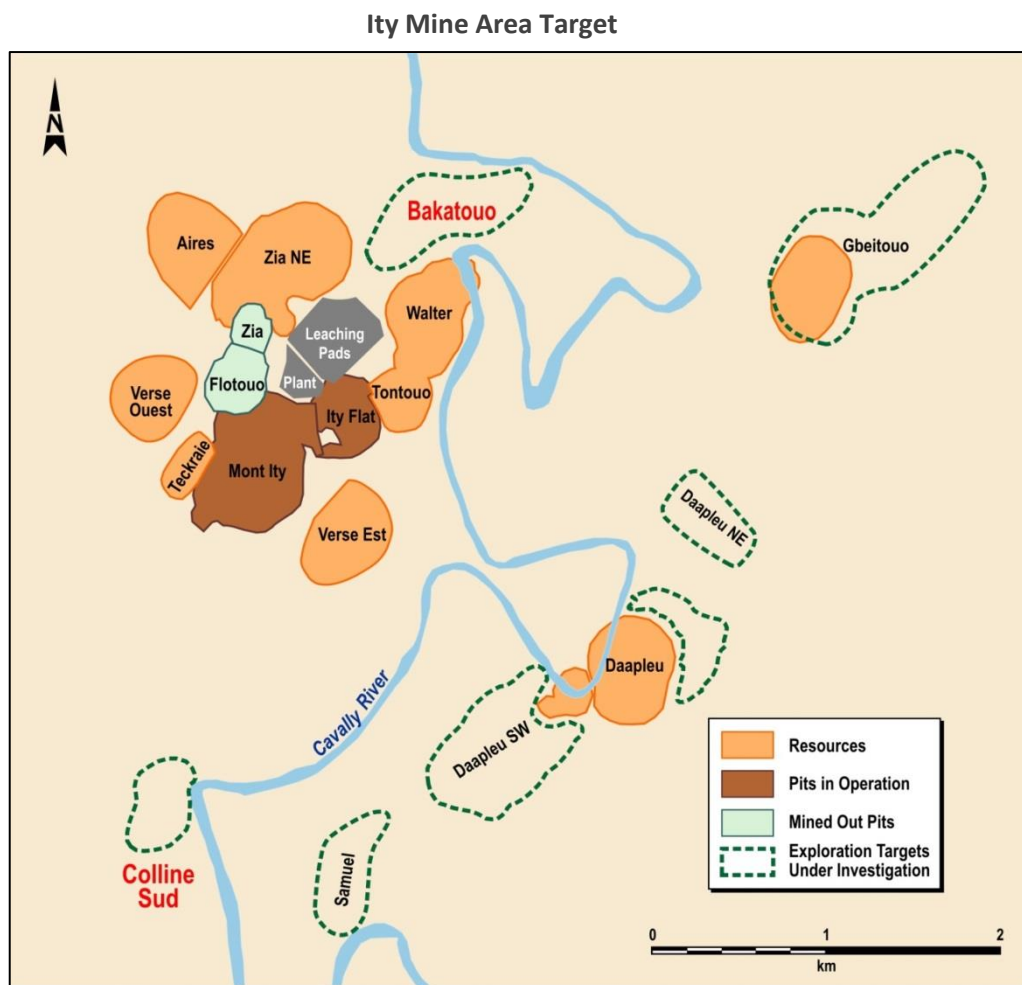 Ity Mine Area Target
N
Bakatouo
Aires
Zia NE
Gbeitouo
Walter
Zia
Leaching
Pads
Plant
Flotouo
Tontouo
Verse
Ouest
Ity Flat
Teckraie
Mont Ity
Daapleu NE
Verse Est
Daapleu
Cavally River
Daapleu SW
Resources
Pits in Operation
Mined Out Pits
Exploration Targets
Under Investigation
Colline
Sud
Samuel
0 1 2
km